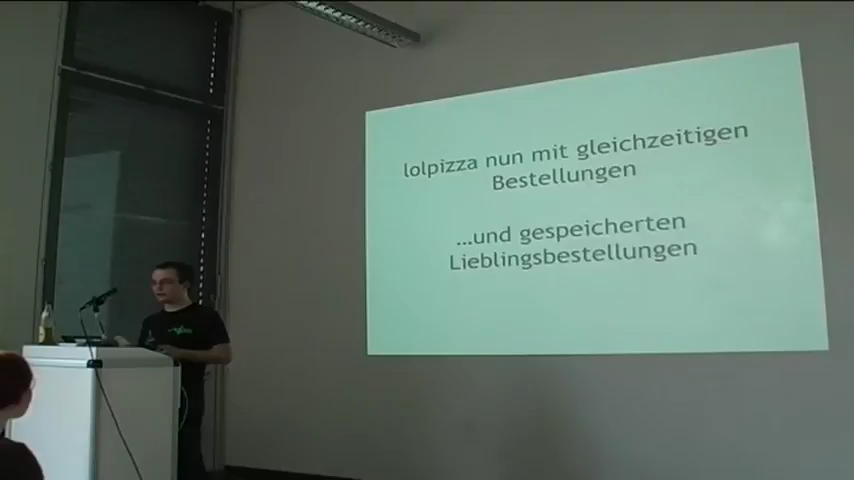 lolpizza nun mit gleichzeitigen
Bestellungen
...und gespeicherten
Lieblingsbestellungen